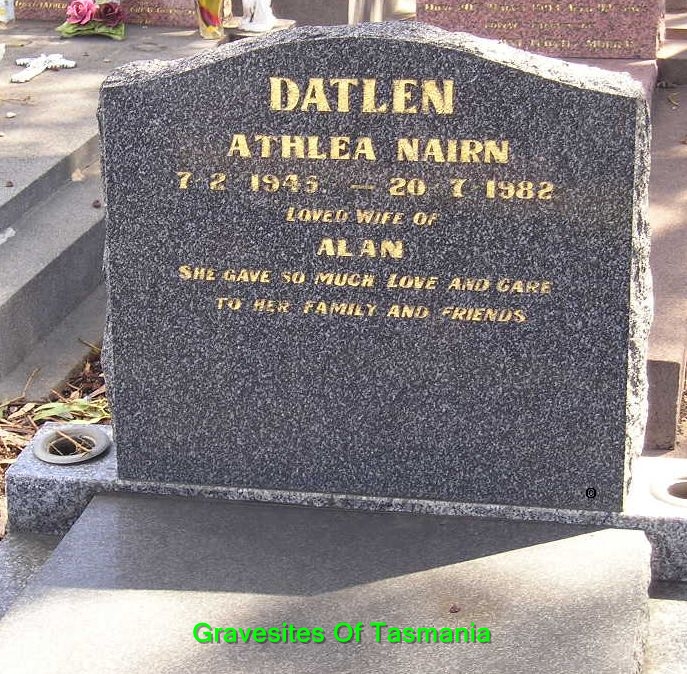 DATLEN
ATHLEA NAIRN
7-2 1945. — 20-7 1982
LOVED WIFE OF
ALAN
SHE GAVE SO MUCH LOVE AND CARE
TO HER FAMILY AND FRIENDS
Gravesites Of Tasmania